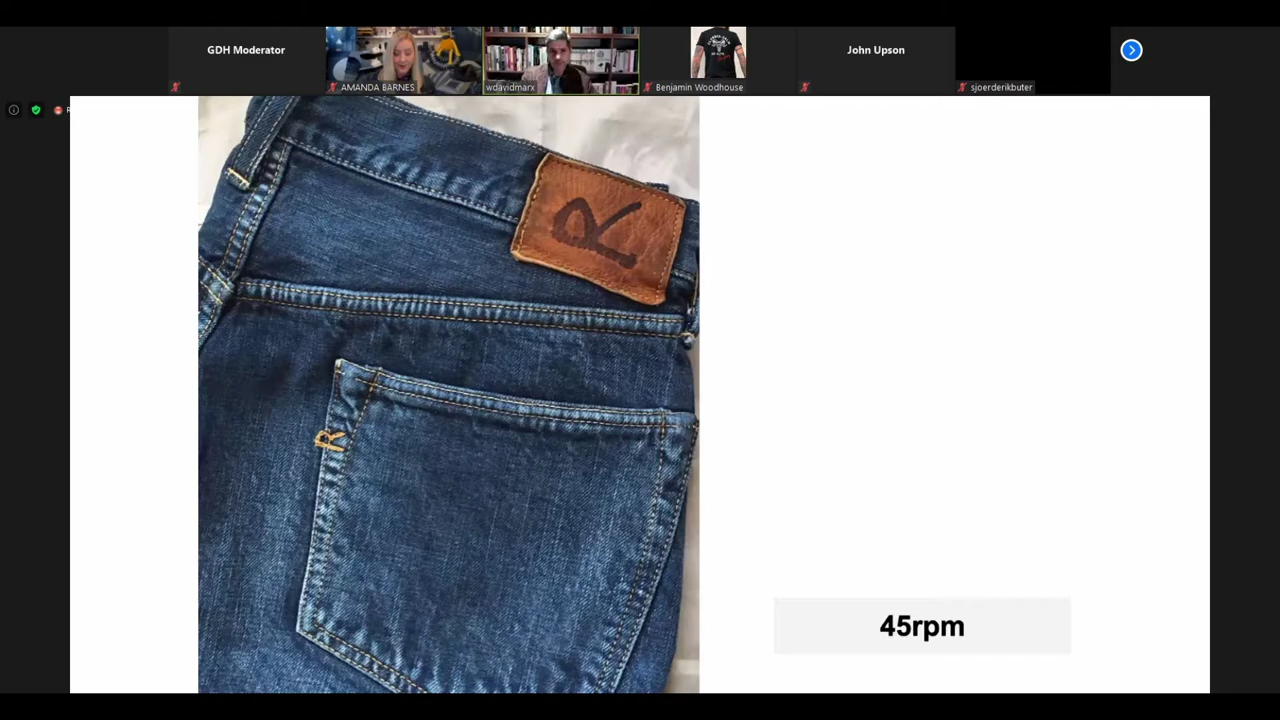 GDH Moderator
AMANDA BARNES
wdavidmarx
Benjamin Woodhouse
John Upson
sjoerderikbuter
R
R
R
45rpm